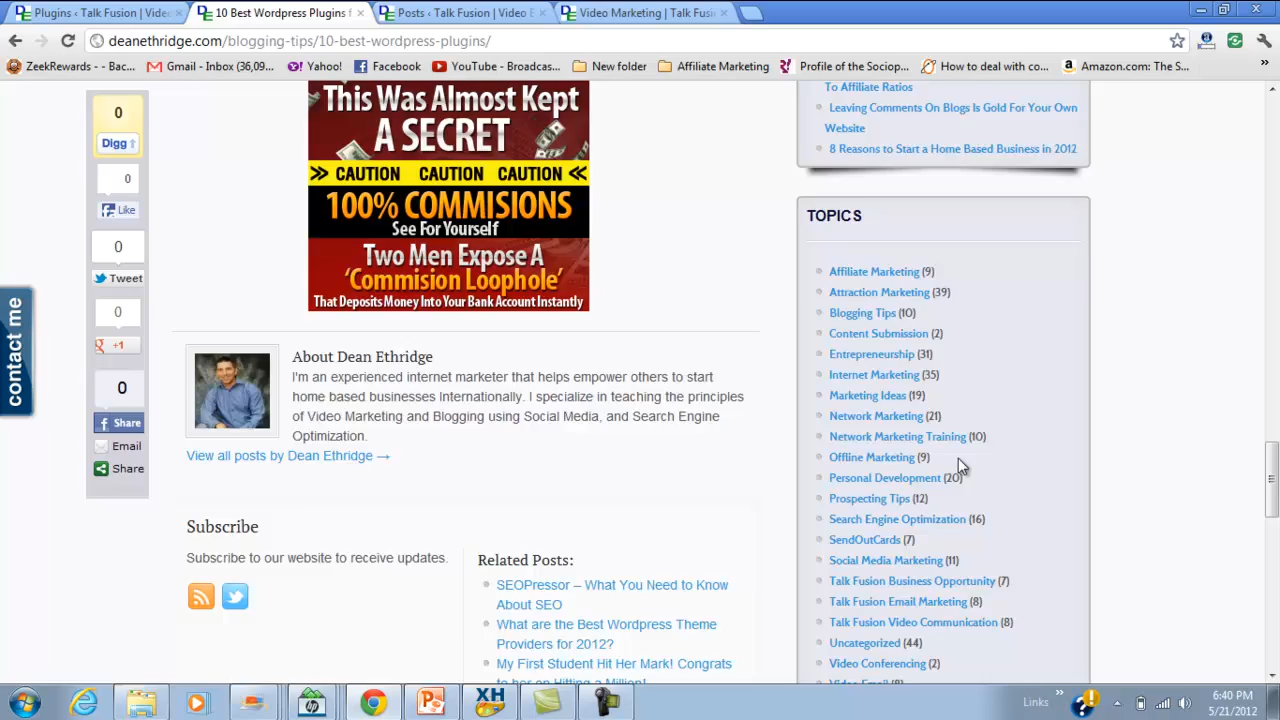 Plugins ‹ Talk Fusion | Vide
10 Best Wordpress Plugins f
Posts ‹ Talk Fusion | Video E
Video Marketing | Talk Fusi
deanethridge.com/blogging-tips/10-best-wordpress-plugins/
ZeekRewards - - Bac...
Gmail - Inbox (36,09...
Yahoo!
Facebook
YouTube - Broadcas...
New folder
Affiliate Marketing
Profile of the Sociop...
How to deal with co...
Amazon.com: The S...
0
Digg
0
Like
0
Tweet
0
+1
0
Share
Email
Share
contact me
This Was Almost Kept
A SECRET
>> CAUTION CAUTION CAUTION <<
100% COMMISIONS
See For Yourself
Two Men Expose A
'Commision Loophole'
That Deposits Money Into Your Bank Account Instantly
About Dean Ethridge
I'm an experienced internet marketer that helps empower others to start
home based businesses Internationally. I specialize in teaching the principles
of Video Marketing and Blogging using Social Media, and Search Engine
Optimization.
View all posts by Dean Ethridge →
Subscribe
Subscribe to our website to receive updates.
Related Posts:
SEOPressor – What You Need to Know
About SEO
What are the Best Wordpress Theme
Providers for 2012?
My First Student Hit Her Mark! Congrats
to her on Hitting a Million!
To Affiliate Ratios
Leaving Comments On Blogs Is Gold For Your Own
Website
8 Reasons to Start a Home Based Business in 2012
TOPICS
Affiliate Marketing (9)
Attraction Marketing (39)
Blogging Tips (10)
Content Submission (2)
Entrepreneurship (31)
Internet Marketing (35)
Marketing Ideas (19)
Network Marketing (21)
Network Marketing Training (10)
Offline Marketing (9)
Personal Development (20)
Prospecting Tips (12)
Search Engine Optimization (16)
SendOutCards (7)
Social Media Marketing (11)
Talk Fusion Business Opportunity (7)
Talk Fusion Email Marketing (8)
Talk Fusion Video Communication (8)
Uncategorized (44)
Video Conferencing (2)
Video Email (8)
Links
6:40 PM
5/21/2012